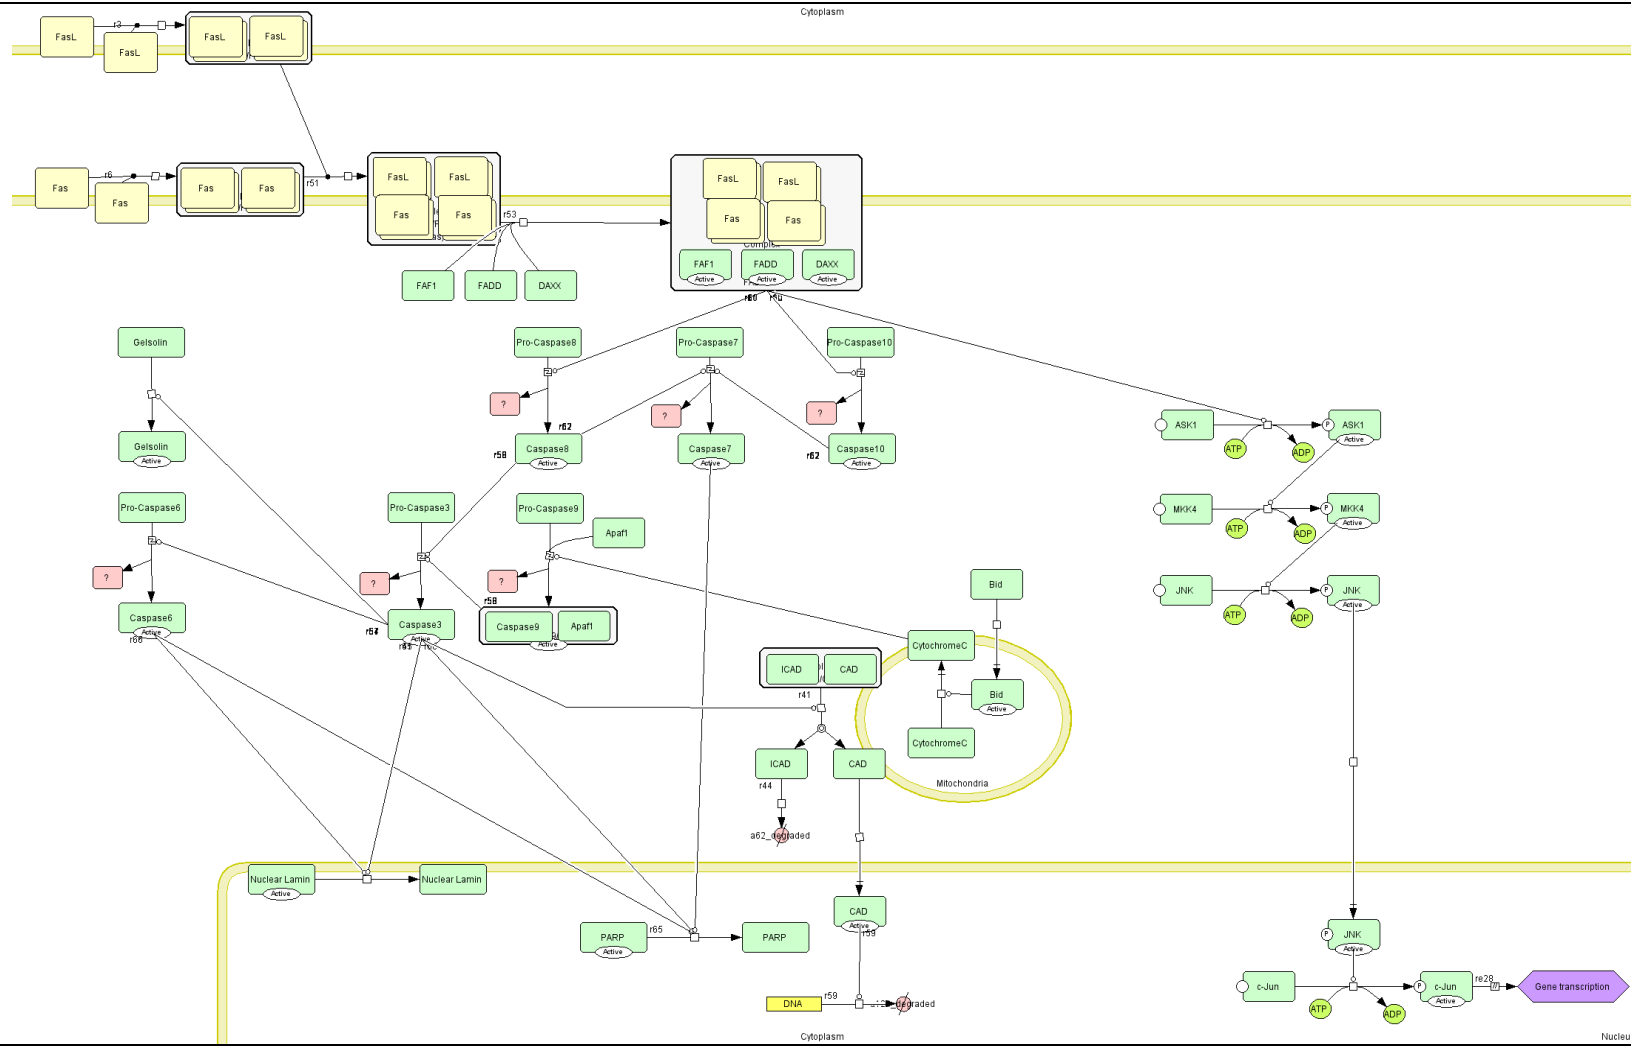 Cytoplasm
FasL
r3
FasL
FasL
FasL
Fas
r6
Fas
Fas
Fas
r51
FasL
FasL
Fas
Fas
r53
FasL
FasL
Fas
Fas
Complex
FAF1
Active
FADD
Active
DAXX
Active
FAF1
FADD
DAXX
Gelsolin
Pro-Caspase8
Pro-Caspase7
Pro-Caspase10
?
?
?
Gelsolin
Active
Caspase8
Active
Caspase7
Active
Caspase10
Active
r62
r58
r62
ASK1
P
ASK1
Active
ATP
ADP
MKK4
P
MKK4
Active
ATP
ADP
JNK
P
JNK
Active
ATP
ADP
Pro-Caspase6
Pro-Caspase3
Pro-Caspase9
Apaf1
?
?
?
r58
Caspase6
Active
r66
Caspase3
Active
Caspase9
Apaf1
Active
Bid
CytochromeC
Bid
Active
CytochromeC
Mitochondria
ICAD
CAD
r41
ICAD
CAD
r44
a62_degraded
Nuclear Lamin
Active
Nuclear Lamin
PARP
Active
r65
PARP
CAD
Active
r59
DNA
r59
degraded
P
JNK
Active
c-Jun
P
c-Jun
Active
ATP
ADP
re28
Gene transcription
Cytoplasm
Nucleu